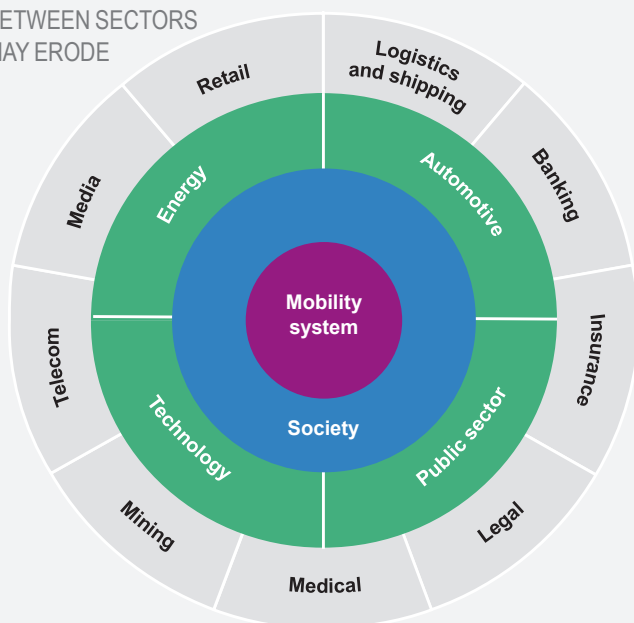 ETWEEN SECTORS
MAY ERODE
Logistics
and shipping
Retail
Banking
Automotive
Energy
Media
Mobility
system
Insurance
Telecom
Society
Technology
Public sector
Mining
Legal
Medical